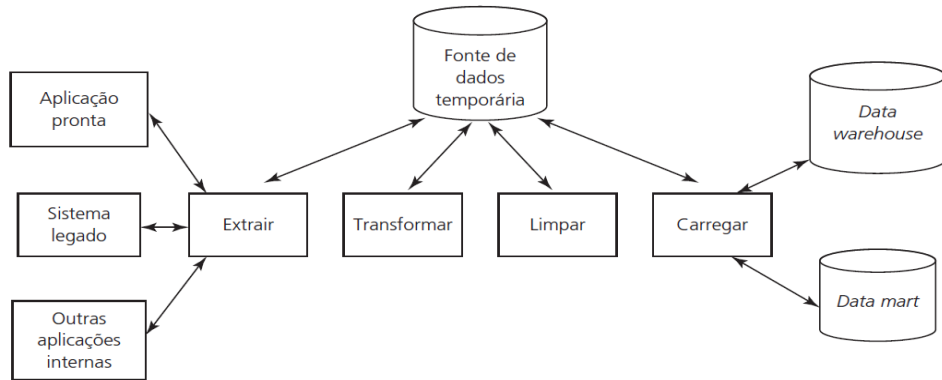 Fonte de
dados
temporária
Aplicação
pronta
Data
warehouse
Sistema
legado
Extrair
Transformar
Limpar
Carregar
Outras
aplicações
internas
Data mart